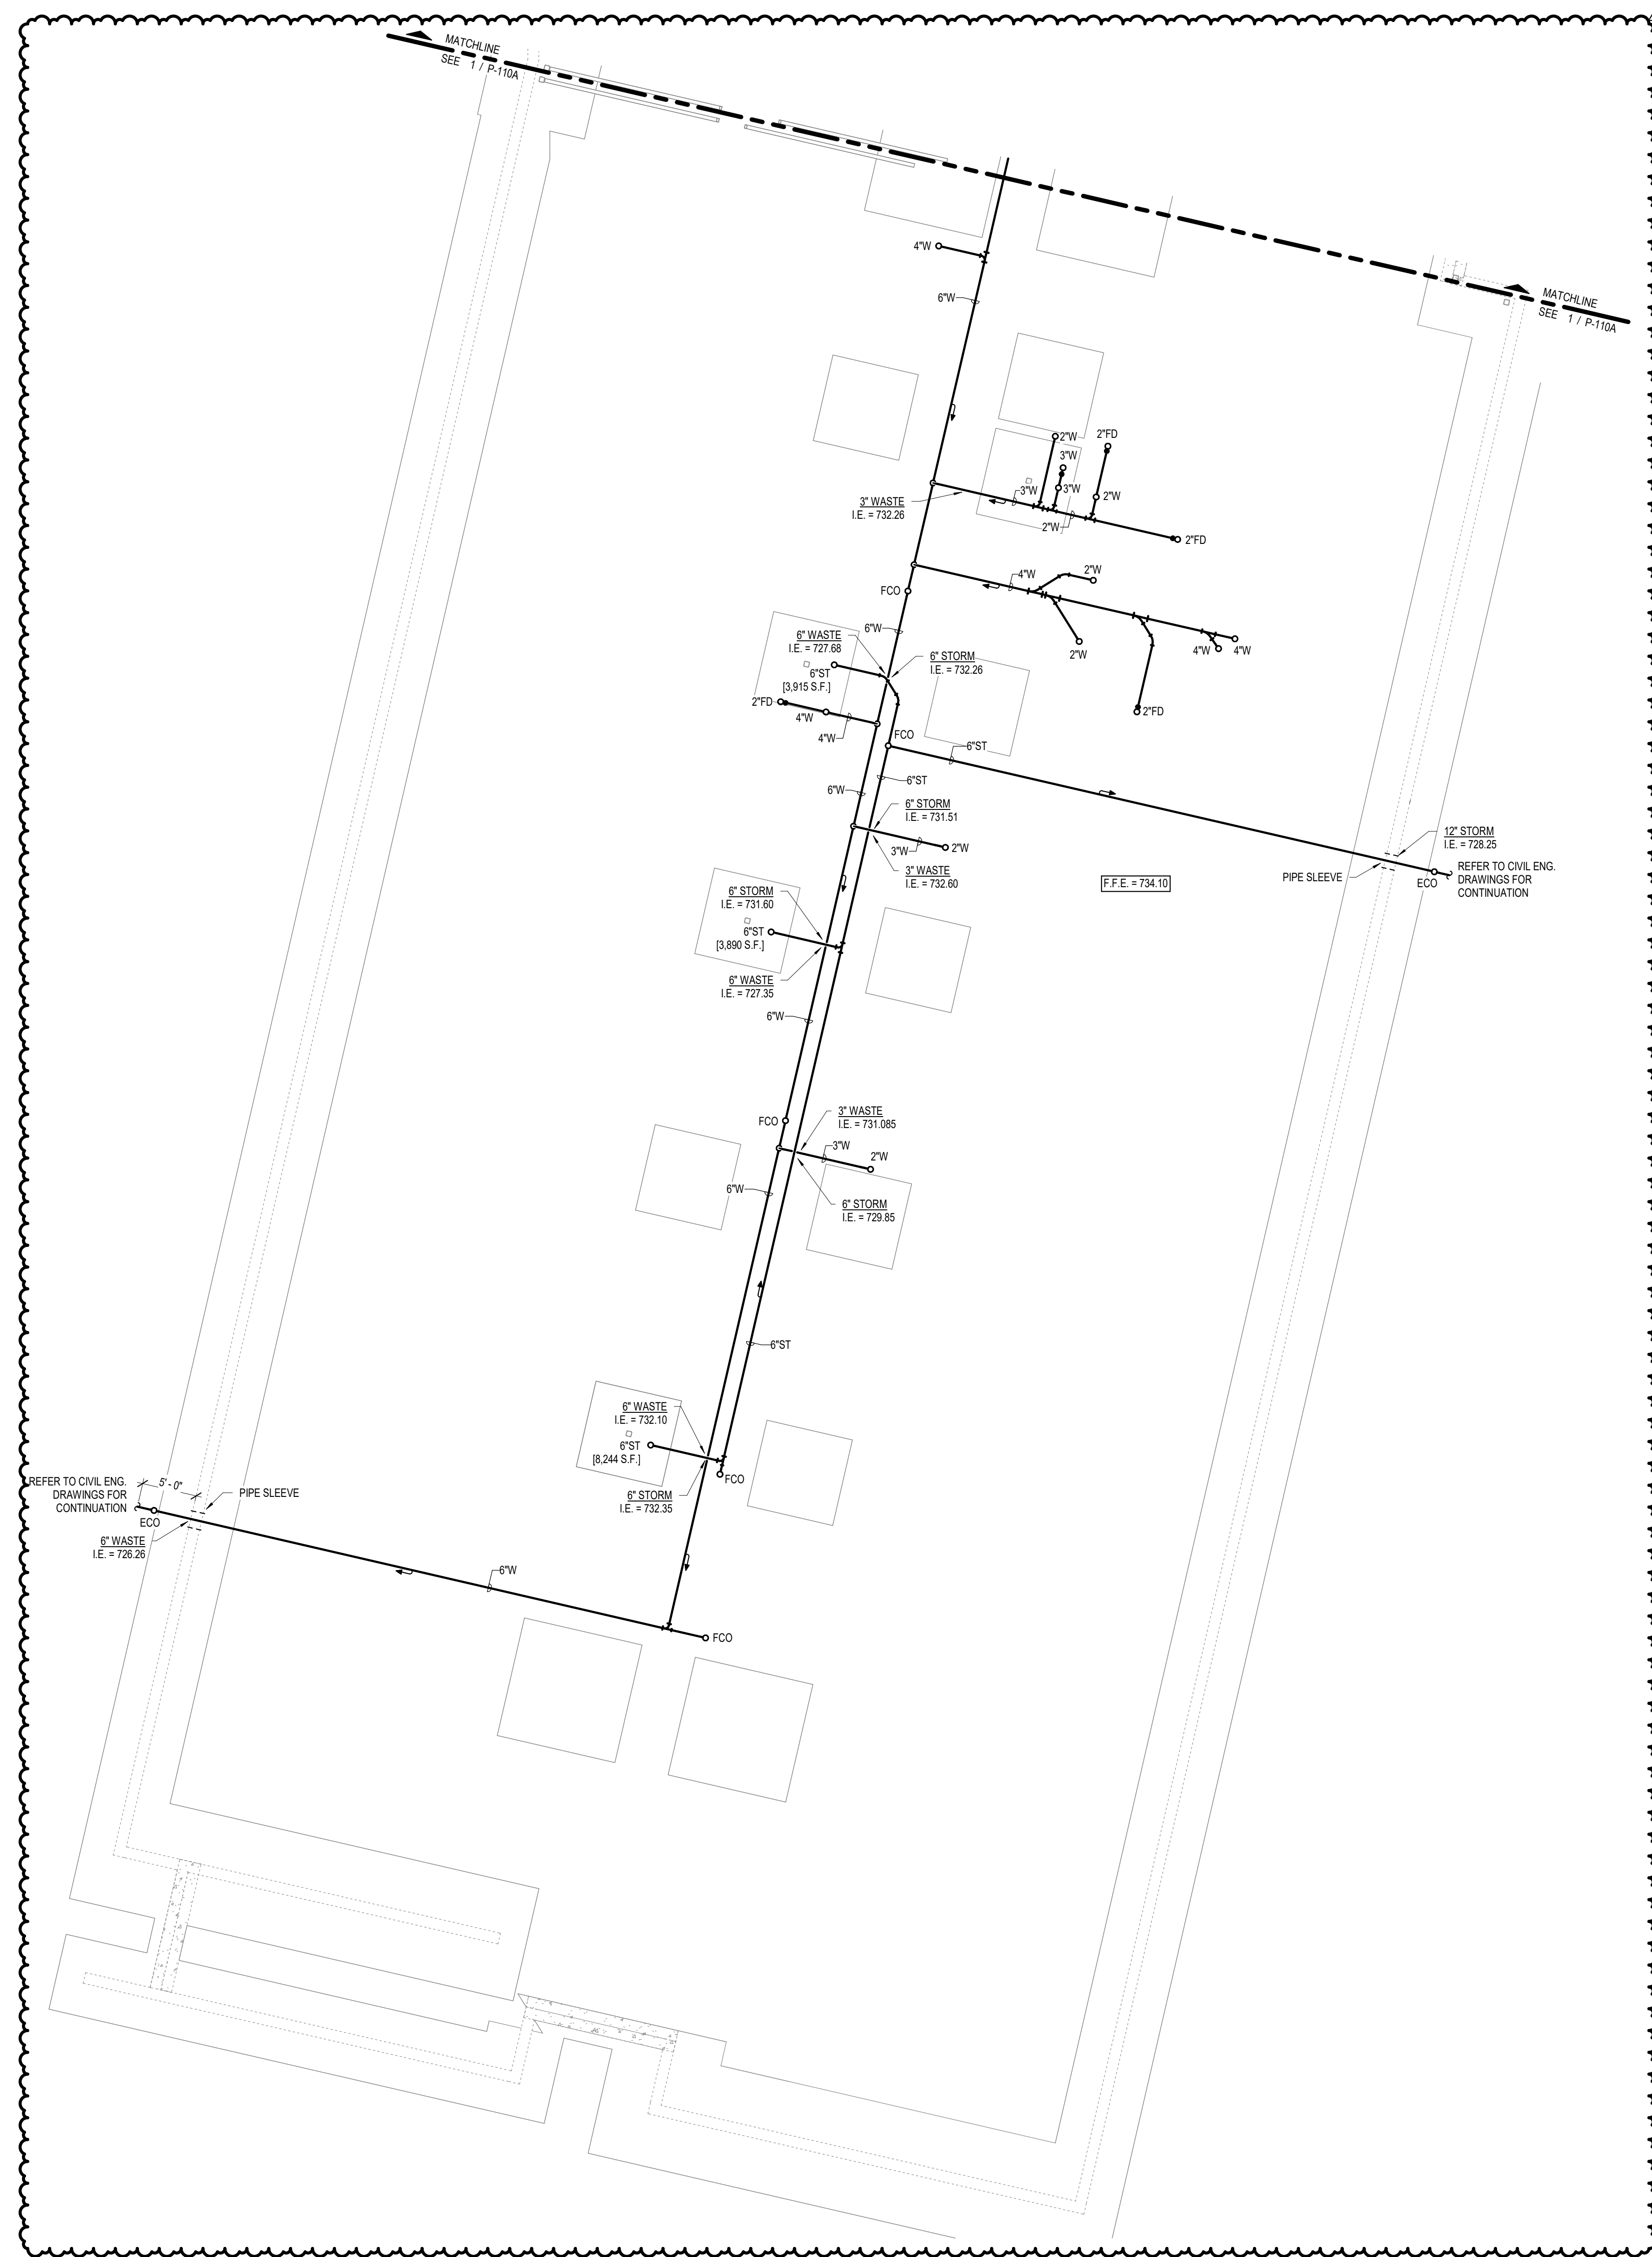 MATCHLINE
SEE 1 / P-110A
MATCHLINE
SEE 1 / P-110A
4"W
6"W
2"W
2"FD
3"W
3"W
3"W
2"W
3" WASTE
I.E. = 732.26
2"W
2"FD
4"W
2"W
FCO
6"W
6" WASTE
I.E. = 727.68
2"W
4"W
4"W
6" STORM
I.E. = 732.26
6"ST
[3,915 S.F.]
2"FD
4"W
4"W
2"FD
FCO
6"ST
6"ST
6"W
6" STORM
I.E. = 731.51
3"W
2"W
3" WASTE
I.E. = 732.60
12" STORM
I.E. = 728.25
PIPE SLEEVE
ECO
REFER TO CIVIL ENG.
DRAWINGS FOR
CONTINUATION
F.F.E. = 734.10
6" STORM
I.E. = 731.60
6"ST
[3,890 S.F.]
6" WASTE
I.E. = 727.35
6"W
FCO
3" WASTE
I.E. = 731.085
3"W
2"W
6"W
6" STORM
I.E. = 729.85
6"ST
6" WASTE
I.E. = 732.10
6"ST
[8,244 S.F.]
FCO
6" STORM
I.E. = 732.35
REFER TO CIVIL ENG.
DRAWINGS FOR
CONTINUATION
5' - 0"
PIPE SLEEVE
ECO
6" WASTE
I.E. = 726.26
6"W
FCO